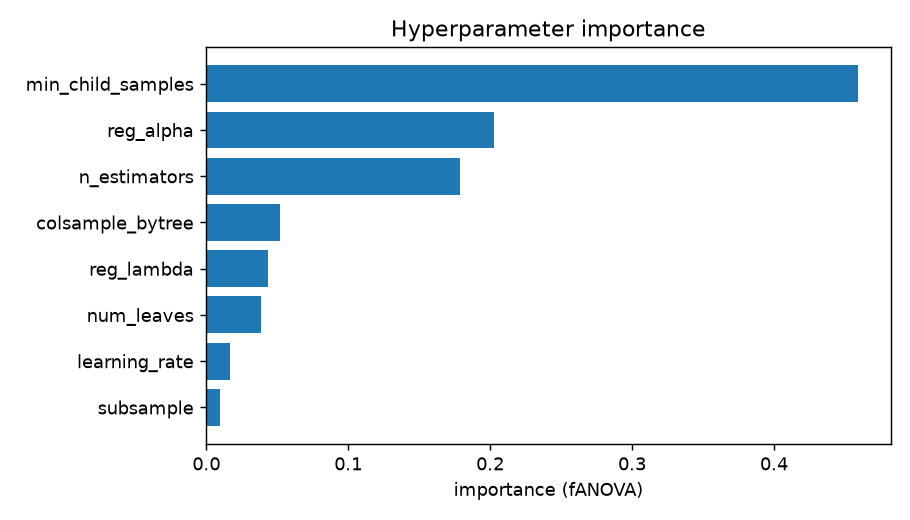 Hyperparameter importance
min_child_samples
reg_alpha
n_estimators
colsample_bytree
reg_lambda
num_leaves
learning_rate
subsample
0.0 0.1 0.2 0.3 0.4
importance (fANOVA)